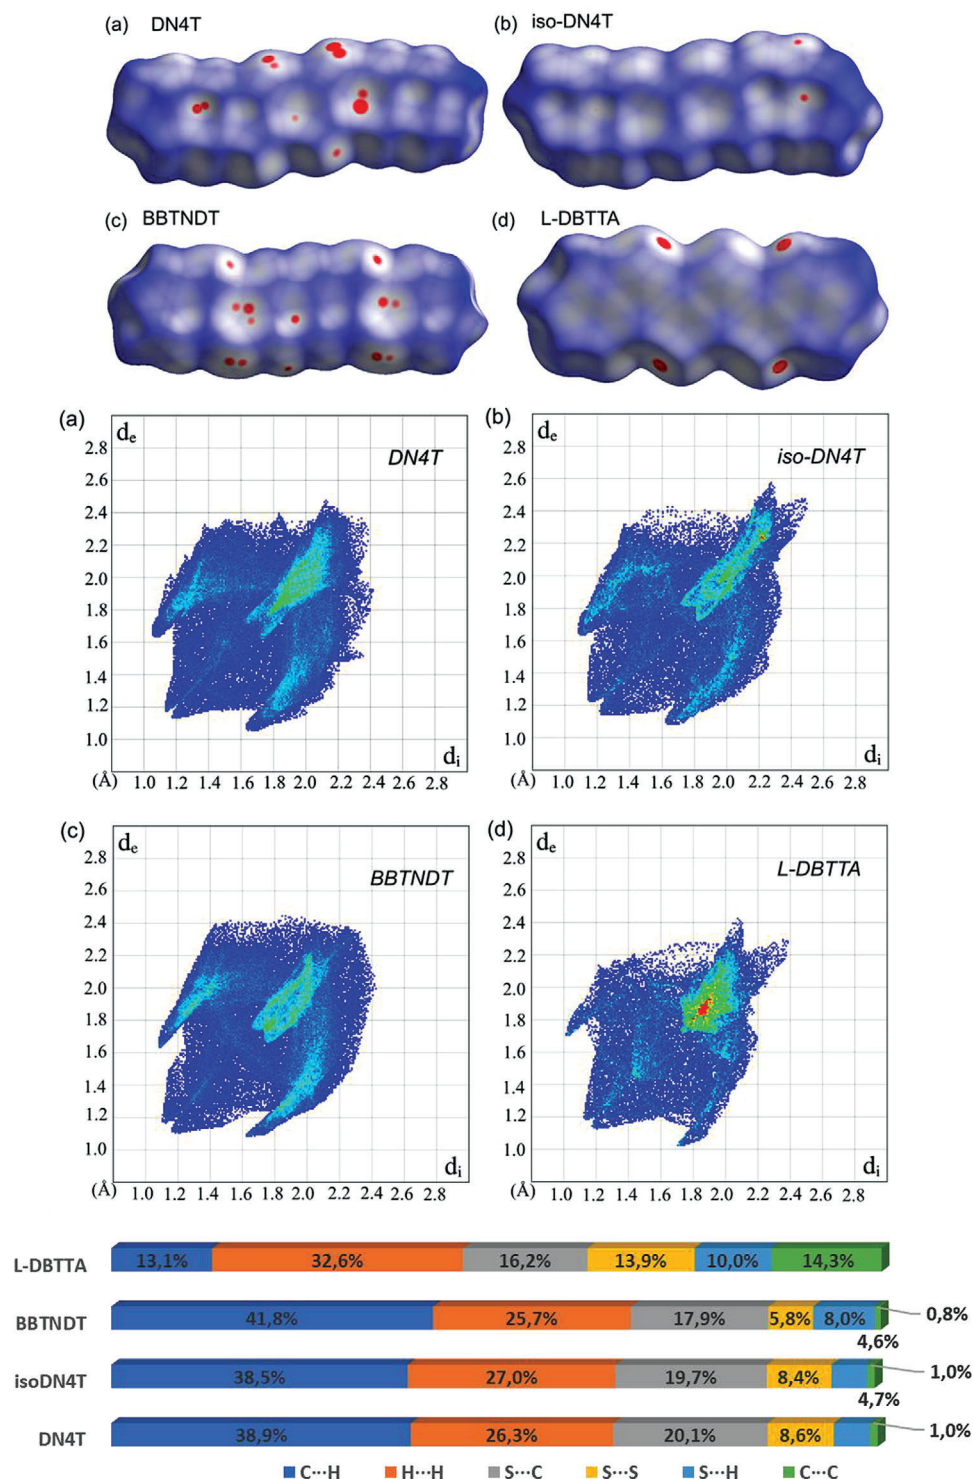 (a) DN4T
(b) iso-DN4T
(c) BBTNDT
(d) L-DBTTA
(a)
de
DN4T
2.8
2.6
2.4
2.2
2.0
1.8
1.6
1.4
1.2
1.0
di
(Å) 1.0 1.2 1.4 1.6 1.8 2.0 2.2 2.4 2.6 2.8
(b)
de
iso-DN4T
2.8
2.6
2.4
2.2
2.0
1.8
1.6
1.4
1.2
1.0
di
(Å) 1.0 1.2 1.4 1.6 1.8 2.0 2.2 2.4 2.6 2.8
(c)
de
BBTNDT
2.8
2.6
2.4
2.2
2.0
1.8
1.6
1.4
1.2
1.0
di
(Å) 1.0 1.2 1.4 1.6 1.8 2.0 2.2 2.4 2.6 2.8
(d)
de
L-DBTTA
2.8
2.6
2.4
2.2
2.0
1.8
1.6
1.4
1.2
1.0
di
(Å) 1.0 1.2 1.4 1.6 1.8 2.0 2.2 2.4 2.6 2.8
L-DBTTA 13,1% 32,6% 16,2% 13,9% 10,0% 14,3%
BBTNDT 41,8% 25,7% 17,9% 5,8% 8,0% 0,8%
4,6%
isoDN4T 38,5% 27,0% 19,7% 8,4% 1,0%
4,7%
DN4T 38,9% 26,3% 20,1% 8,6% 1,0%
C···H H···H S···C S···S S···H C···C